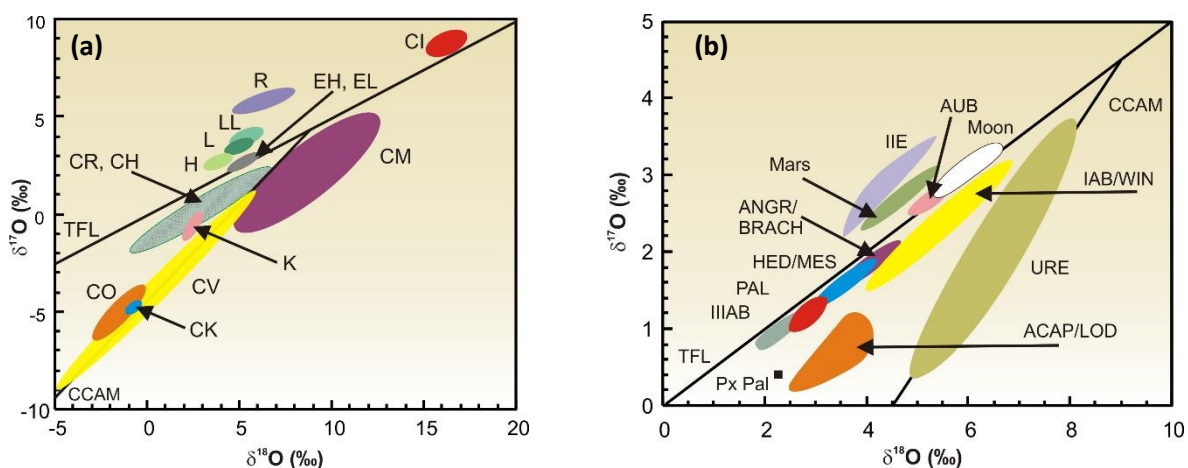 (a)
10
5
0
-5
-10
δ¹⁷O (‰)
-5
0
5
10
15
20
δ¹⁸O (‰)
CI
R
EH, EL
LL
L
H
CM
CR, CH
TFL
K
CO
CV
CK
CCAM
(b)
5
4
3
2
1
0
δ¹⁷O (‰)
0
2
4
6
8
10
δ¹⁸O (‰)
CCAM
AUB
Moon
IIE
Mars
IAB/WIN
ANGR/
BRACH
HED/MES
URE
PAL
IIIAB
ACAP/LOD
TFL
Px Pal